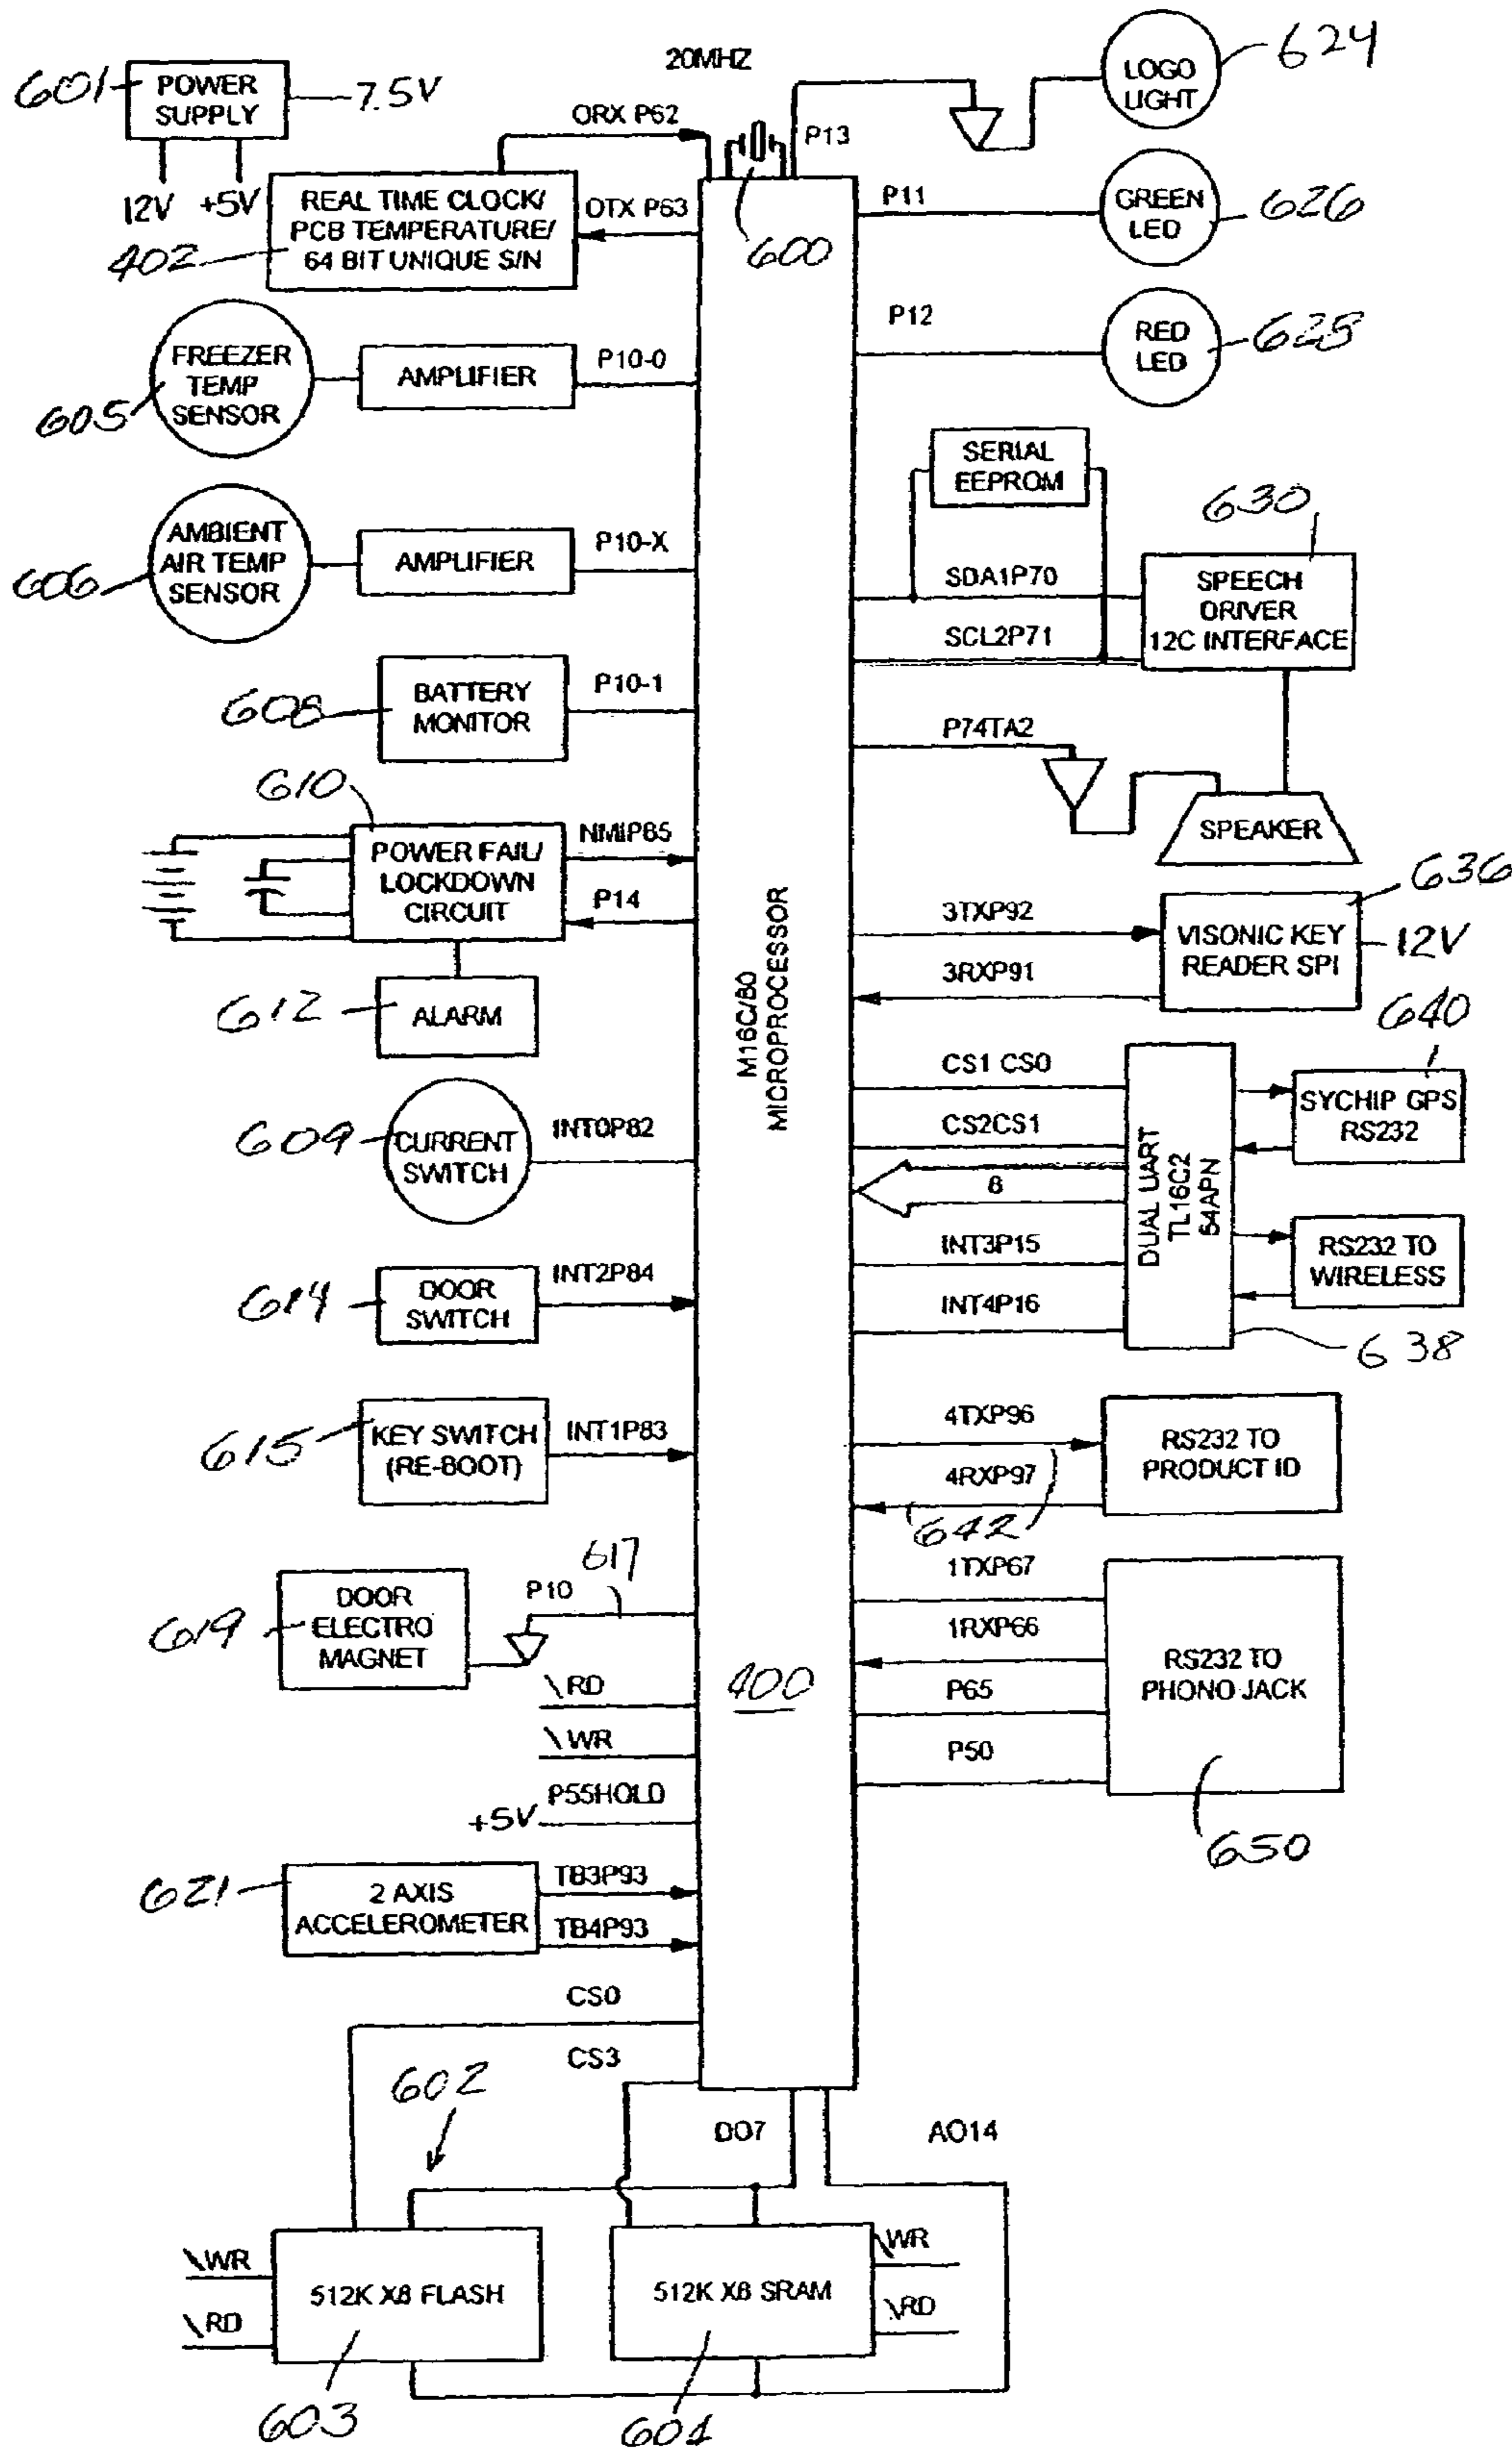 601
POWER
SUPPLY
7.5V
12V
+5V
20MHZ
ORX P62
P13
LOGO
LIGHT
624
REAL TIME CLOCK/
PCB TEMPERATURE/
64 BIT UNIQUE S/N
402
OTX P63
600
P11
GREEN
LED
626
FREEZER
TEMP
SENSOR
605
AMPLIFIER
P10-0
P12
RED
LED
628
SERIAL
EEPROM
AMBIENT
AIR TEMP
SENSOR
606
AMPLIFIER
P10-X
630
SDA1P70
SCL2P71
SPEECH
DRIVER
12C INTERFACE
BATTERY
MONITOR
608
P10-1
P74TA2
SPEAKER
610
POWER FAIL/
LOCKDOWN
CIRCUIT
NMIP85
P14
ALARM
612
M16C/80
MICROPROCESSOR
400
3TXP92
3RXP91
VISONIC KEY
READER SPI
636
12V
640
609
CURRENT
SWITCH
INT0P82
CS1 CS0
CS2CS1
8
INT3P15
INT4P16
DUAL UART
TL16C2
54APN
SYCHIP GPS
RS232
RS232 TO
WIRELESS
638
614
DOOR
SWITCH
INT2P84
615
KEY SWITCH
(RE-BOOT)
INT1P83
4TXP96
4RXP97
642
RS232 TO
PRODUCT ID
619
DOOR
ELECTRO
MAGNET
P10
617
\RD
\WR
P55HOLD
+5V
1TXP67
1RXP66
P65
P50
RS232 TO
PHONO JACK
650
621
2 AXIS
ACCELEROMETER
TB3P93
TB4P93
CS0
CS3
602
DO7
AO14
\WR
\RD
512K X8 FLASH
603
512K X8 SRAM
604
\WR
\RD